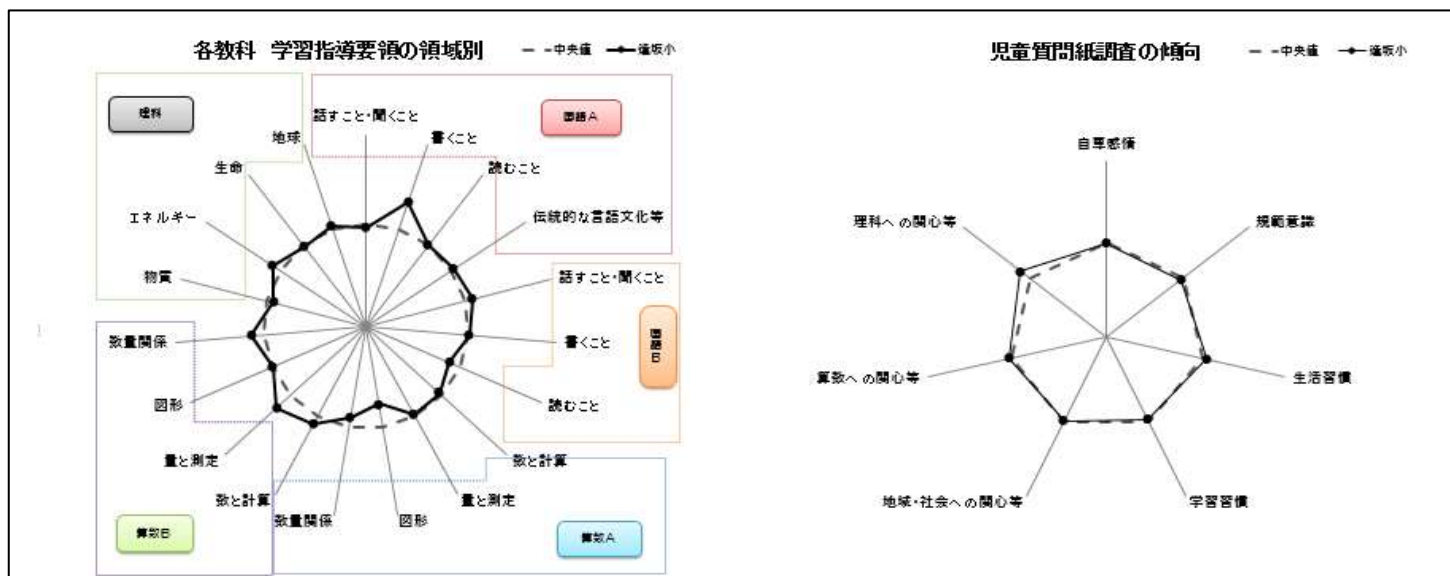 各教科 学習指導要領の領域別
中央値
逢坂小
理科
国語A
話すこと・聞くこと
地球
書くこと
生命
読むこと
エネルギー
伝統的な言語文化等
物質
話すこと・聞くこと
数量関係
書くこと
国語B
図形
読むこと
量と測定
数と計算
数と計算
量と測定
数量関係
図形
算数B
算数A
児童質問紙調査の傾向
中央値
逢坂小
自尊感情
理科への関心等
規範意識
算数への関心等
生活習慣
地域・社会への関心等
学習習慣